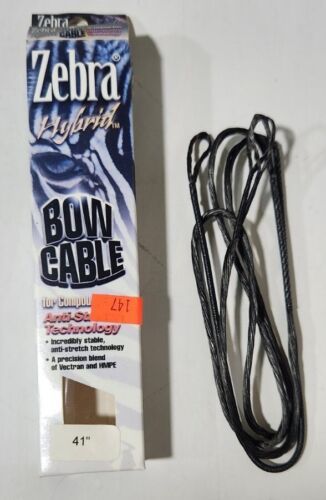 Zebra
CABLE
Zebra®
Hybrid™
BOW
CABLE
for Compou
147
Anti-St
Technology
• Incredibly stable,
anti-stretch technology
• A precision blend
of Vectran and HMPE
41"